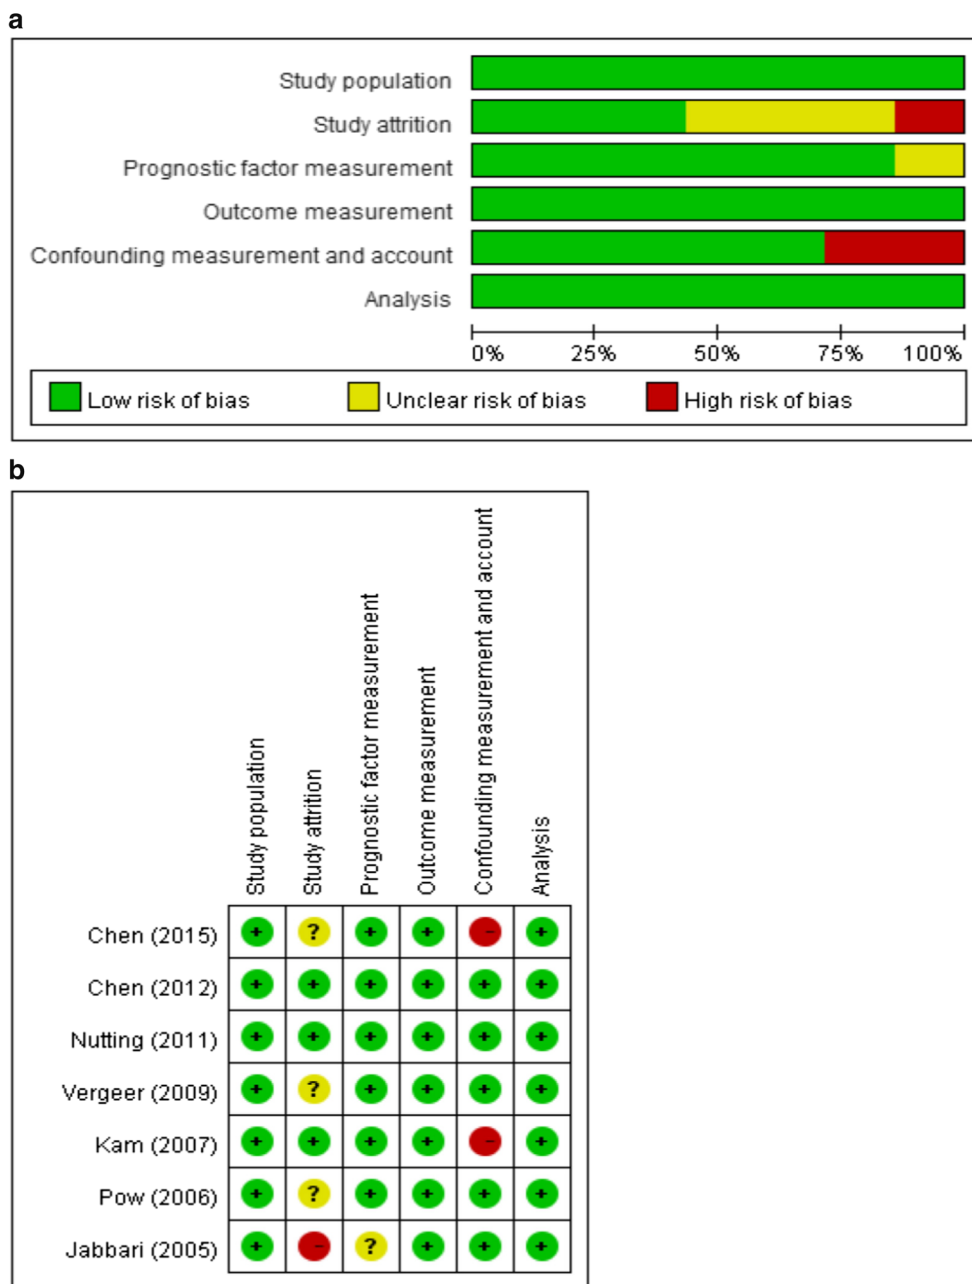 a
Study population
Study attrition
Prognostic factor measurement
Outcome measurement
Confounding measurement and account
Analysis
0% 25% 50% 75% 100%
Low risk of bias Unclear risk of bias High risk of bias
b
Study population
Study attrition
Prognostic factor measurement
Outcome measurement
Confounding measurement and account
Analysis
Chen (2015) + ? + + - +
Chen (2012) + + + + + +
Nutting (2011) + + + + + +
Vergeer (2009) + ? + + + +
Kam (2007) + + + + - +
Pow (2006) + ? + + + +
Jabbari (2005) + - ? + + +